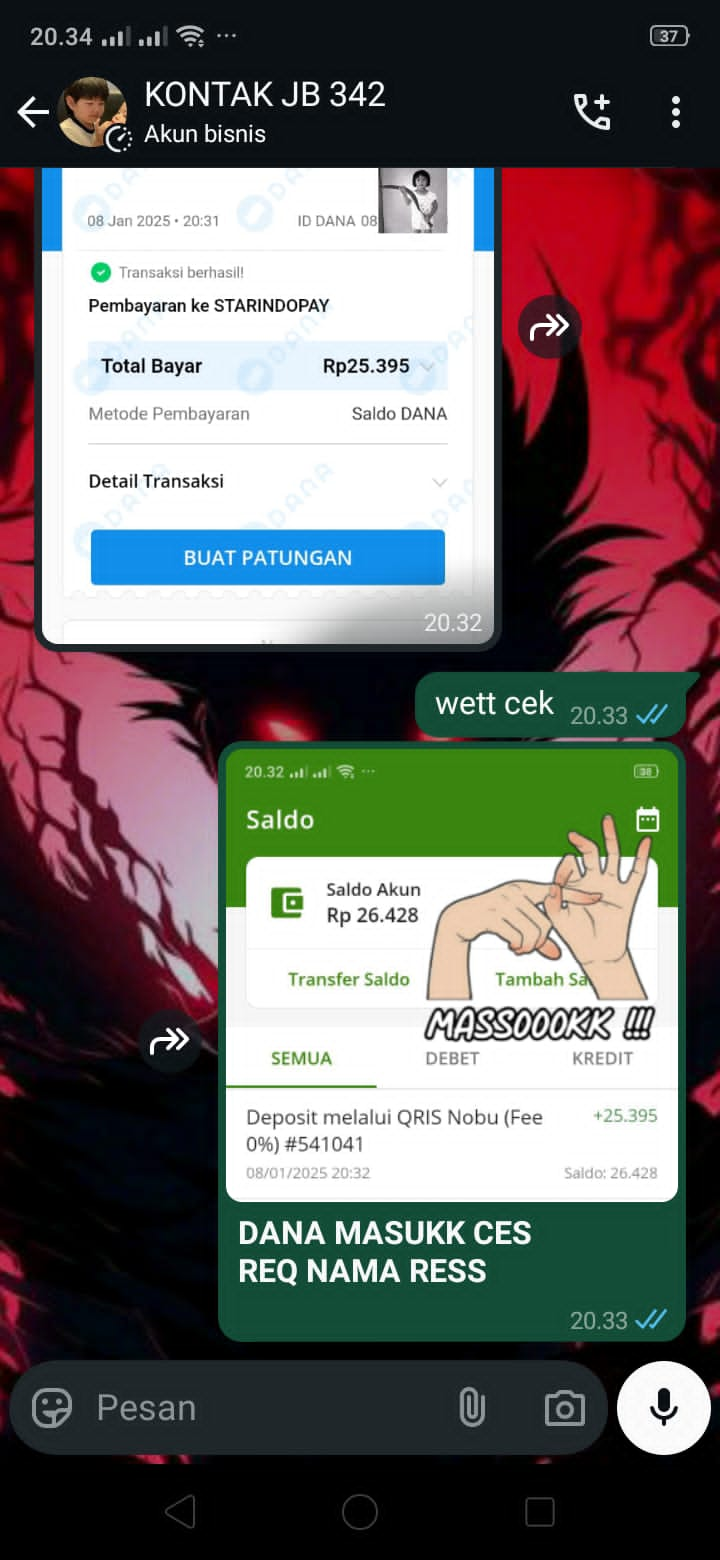 20.34
37
KONTAK JB 342
Akun bisnis
08 Jan 2025 • 20:31
ID DANA 08
Transaksi berhasil!
Pembayaran ke STARINDOPAY
Total Bayar Rp25.395
Metode Pembayaran Saldo DANA
Detail Transaksi
BUAT PATUNGAN
20.32
wett cek 20.33
20.32
38
Saldo
Saldo Akun
Rp 26.428
Transfer Saldo
Tambah Sa
MASSOOOKK !!!
SEMUA DEBET KREDIT
Deposit melalui QRIS Nobu (Fee +25.395
0%) #541041
08/01/2025 20:32 Saldo: 26.428
DANA MASUKK CES
REQ NAMA RESS
20.33
Pesan